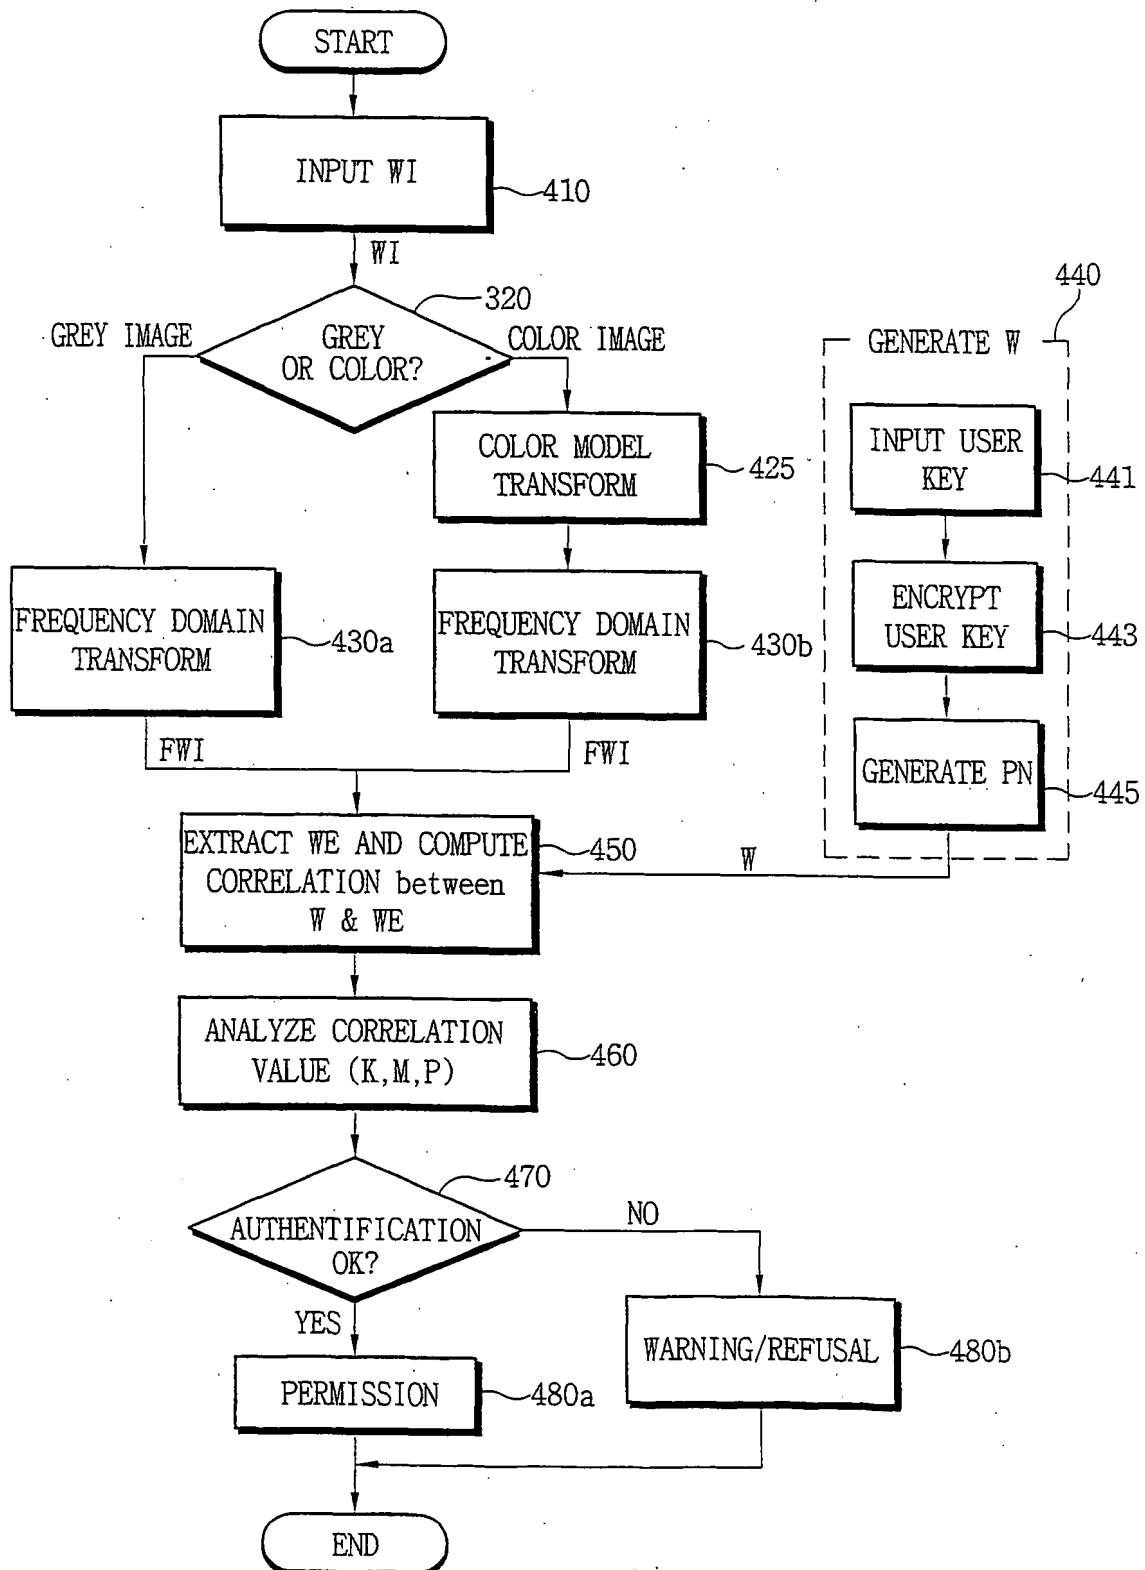 START
INPUT WI
410
WI
320
GREY IMAGE
GREY
OR COLOR?
COLOR IMAGE
440
GENERATE W
COLOR MODEL
TRANSFORM
425
INPUT USER
KEY
441
FREQUENCY DOMAIN
TRANSFORM
430a
FREQUENCY DOMAIN
TRANSFORM
430b
ENCRYPT
USER KEY
443
FWI
FWI
GENERATE PN
445
EXTRACT WE AND COMPUTE
CORRELATION between
W & WE
450
W
ANALYZE CORRELATION
VALUE (K,M,P)
460
470
AUTHENTIFICATION
OK?
NO
YES
WARNING/REFUSAL
480b
PERMISSION
480a
END